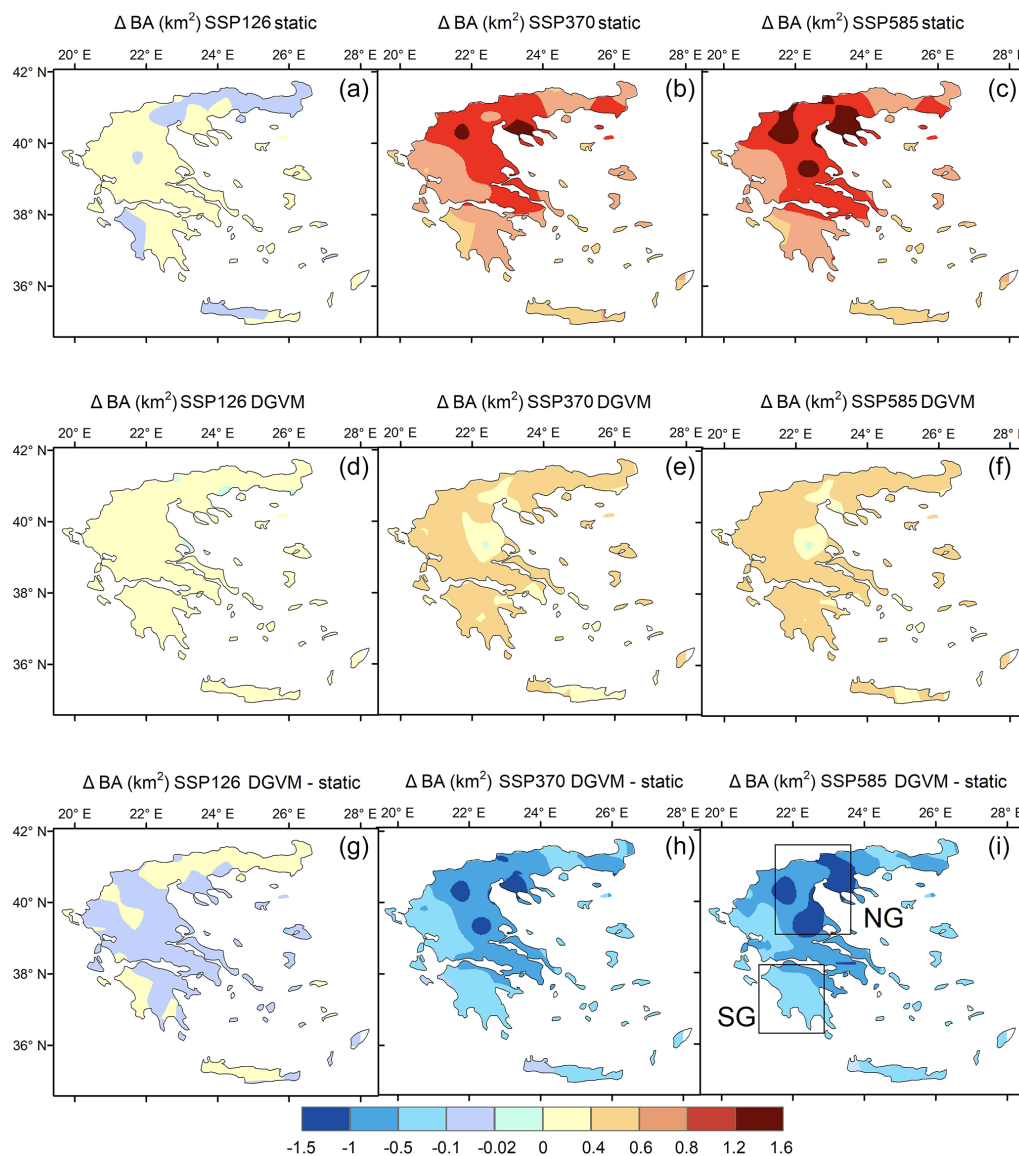 Δ BA (km²) SSP126 static
Δ BA (km²) SSP370 static
Δ BA (km²) SSP585 static
20° E 22° E 24° E 26° E 28° E
20° E 22° E 24° E 26° E 28° E
20° E 22° E 24° E 26° E 28° E
42° N
40° N
38° N
36° N
(a)
(b)
(c)
Δ BA (km²) SSP126 DGVM
Δ BA (km²) SSP370 DGVM
Δ BA (km²) SSP585 DGVM
20° E 22° E 24° E 26° E 28° E
20° E 22° E 24° E 26° E 28° E
20° E 22° E 24° E 26° E 28° E
42° N
40° N
38° N
36° N
(d)
(e)
(f)
Δ BA (km²) SSP126 DGVM - static
Δ BA (km²) SSP370 DGVM - static
Δ BA (km²) SSP585 DGVM - static
20° E 22° E 24° E 26° E 28° E
20° E 22° E 24° E 26° E 28° E
20° E 22° E 24° E 26° E 28° E
42° N
40° N
38° N
36° N
(g)
(h)
(i)
NG
SG
-1.5 -1 -0.5 -0.1 -0.02 0 0.4 0.6 0.8 1.2 1.6